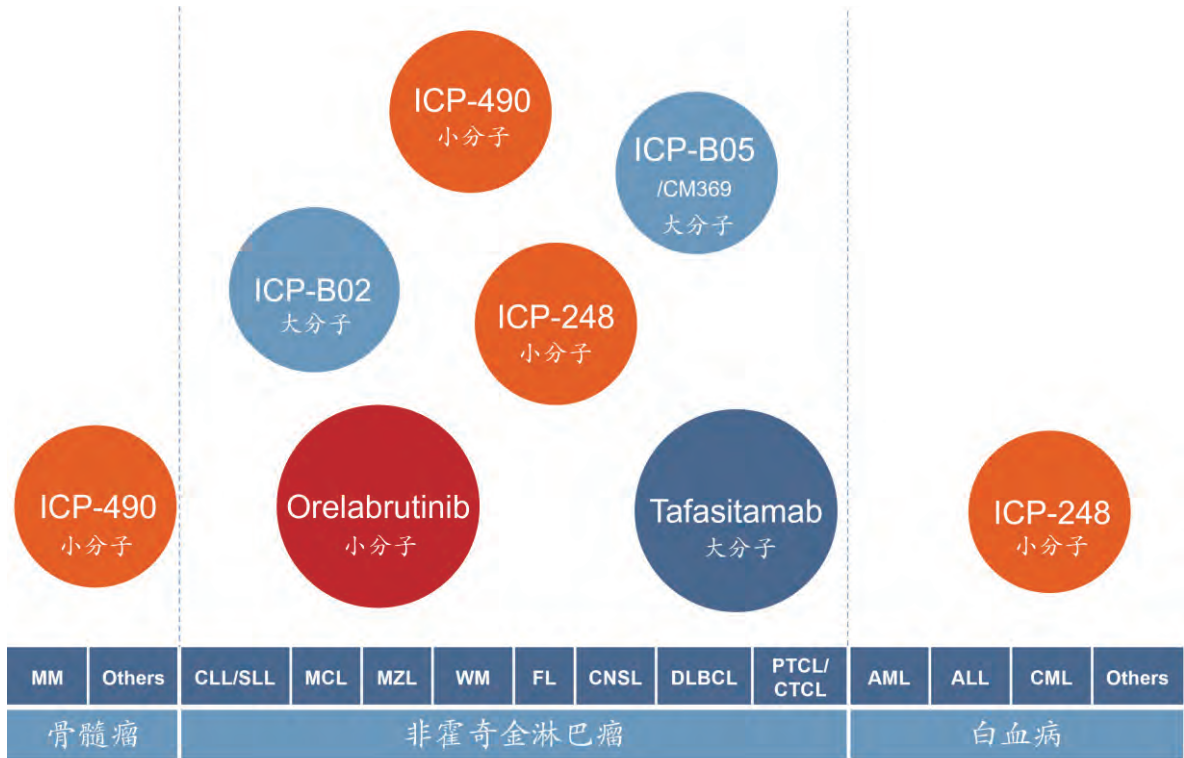 ICP-490
小分子
ICP-B05
/CM369
大分子
ICP-B02
大分子
ICP-248
小分子
ICP-490
小分子
Orelabrutinib
小分子
Tafasitamab
大分子
ICP-248
小分子
MM
Others
CLL/SLL
MCL
MZL
WM
FL
CNSL
DLBCL
PTCL/
CTCL
AML
ALL
CML
Others
骨髓瘤
非霍奇金淋巴瘤
白血病